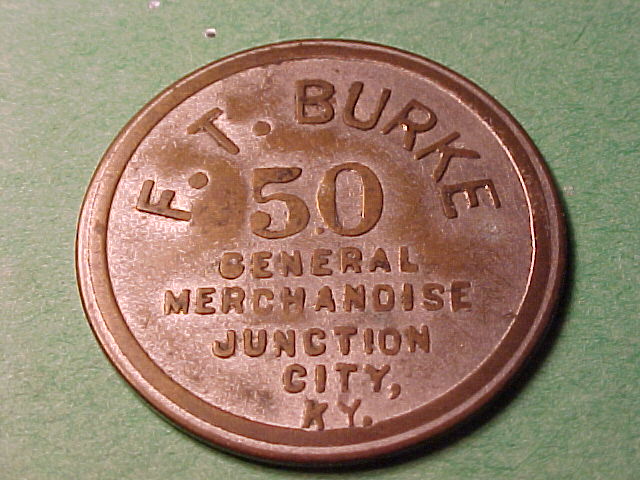 F. T. BURKE
50
GENERAL
MERCHANDISE
JUNCTION
CITY,
KY.